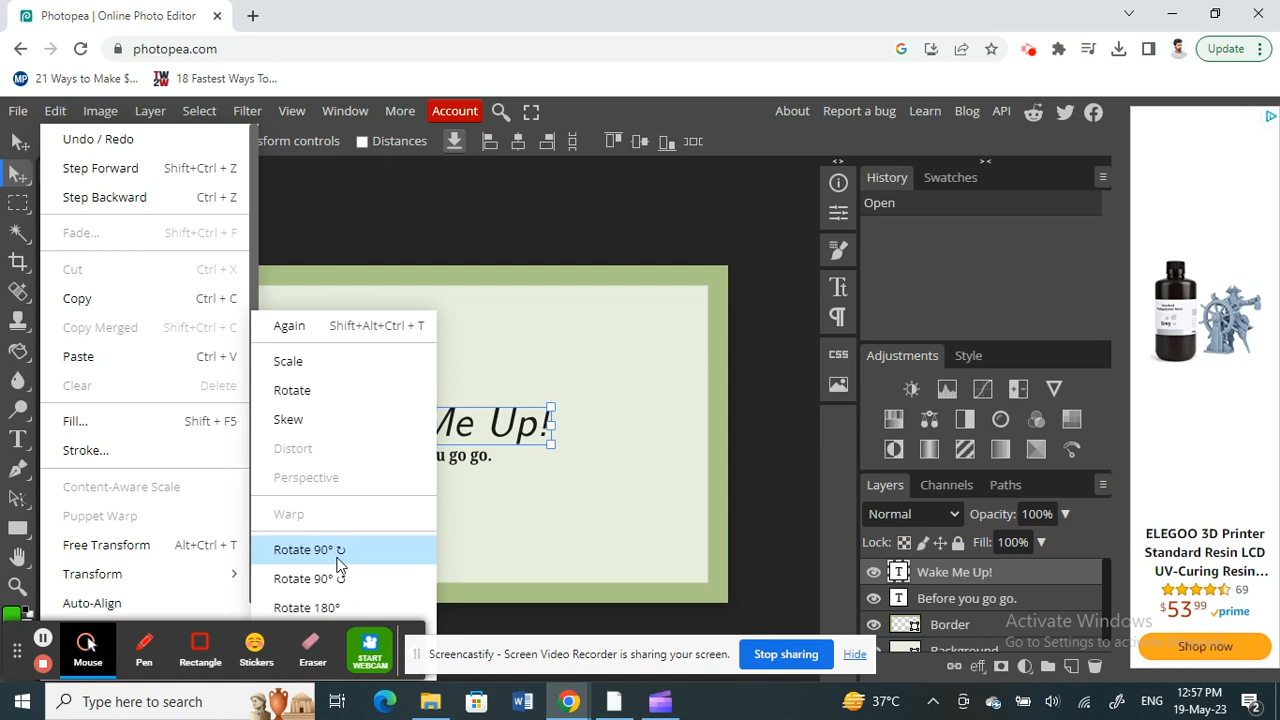 Photopea | Online Photo Editor
photopea.com
Update
MP 21 Ways to Make $...
TW 2W 18 Fastest Ways To...
File Edit Image Layer Select Filter View Window More Account About Report a bug Learn Blog API
sform controls Distances
Undo / Redo
Step Forward Shift+Ctrl + Z
Step Backward Ctrl + Z
Fade... Shift+Ctrl + F
Cut Ctrl + X
Copy Ctrl + C
Copy Merged Shift+Ctrl + C
Paste Ctrl + V
Clear Delete
Fill... Shift + F5
Stroke...
Content-Aware Scale
Puppet Warp
Free Transform Alt+Ctrl + T
Transform
Auto-Align
Again Shift+Alt+Ctrl + T
Scale
Rotate
Skew
Distort
Perspective
Warp
Rotate 90° ↻
Rotate 90° ↺
Rotate 180°
Me Up!
u go go.
< >
> <
CSS
History Swatches
Open
Adjustments Style
Layers Channels Paths
Normal Opacity: 100%
Lock: Fill: 100%
T Wake Me Up!
T Before you go go.
Border
Background
Activate Windows
Go to Settings to activate
ELEGOO 3D Printer
Standard Resin LCD
UV-Curing Resin...
69
$53 99 prime
Shop now
Mouse Pen Rectangle Stickers Eraser START WEBCAM
Screencastify - Screen Video Recorder is sharing your screen. Stop sharing Hide
Type here to search
37°C
ENG
12:57 PM
19-May-23
2